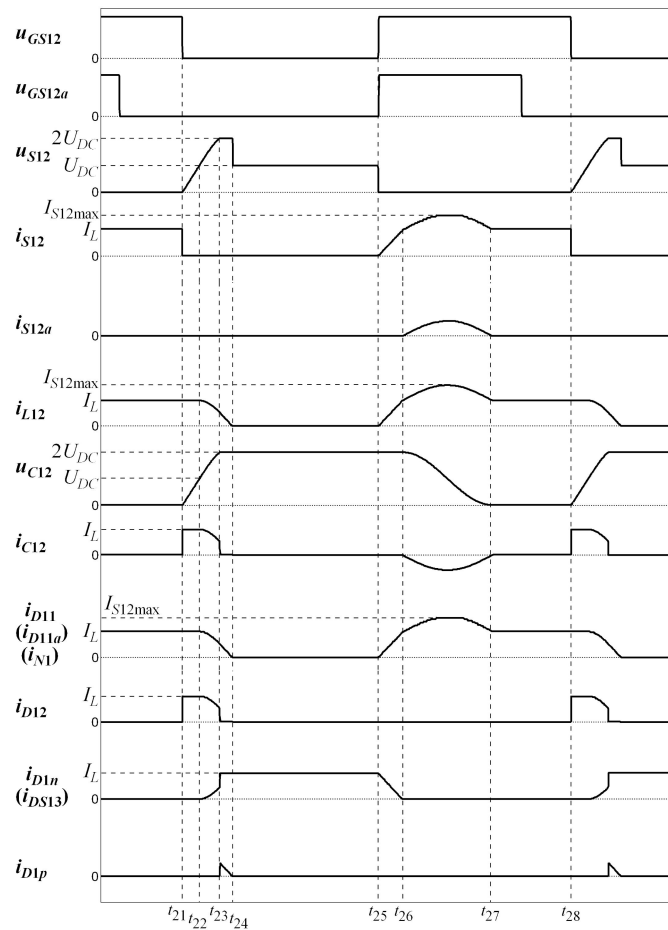 u_GS12
0
u_GS12a
0
2U_DC
u_S12 U_DC
0
I_S12max
i_S12 I_L
0
i_S12a
0
I_S12max
i_L12 I_L
0
2U_DC
u_C12 U_DC
0
I_L
i_C12 0
i_D11 I_S12max
(i_D11a) I_L
(i_N1) 0
I_L
i_D12 0
i_D1n I_L
(i_DS13) 0
i_D1p 0
t_21 t_22 t_23 t_24 t_25 t_26 t_27 t_28